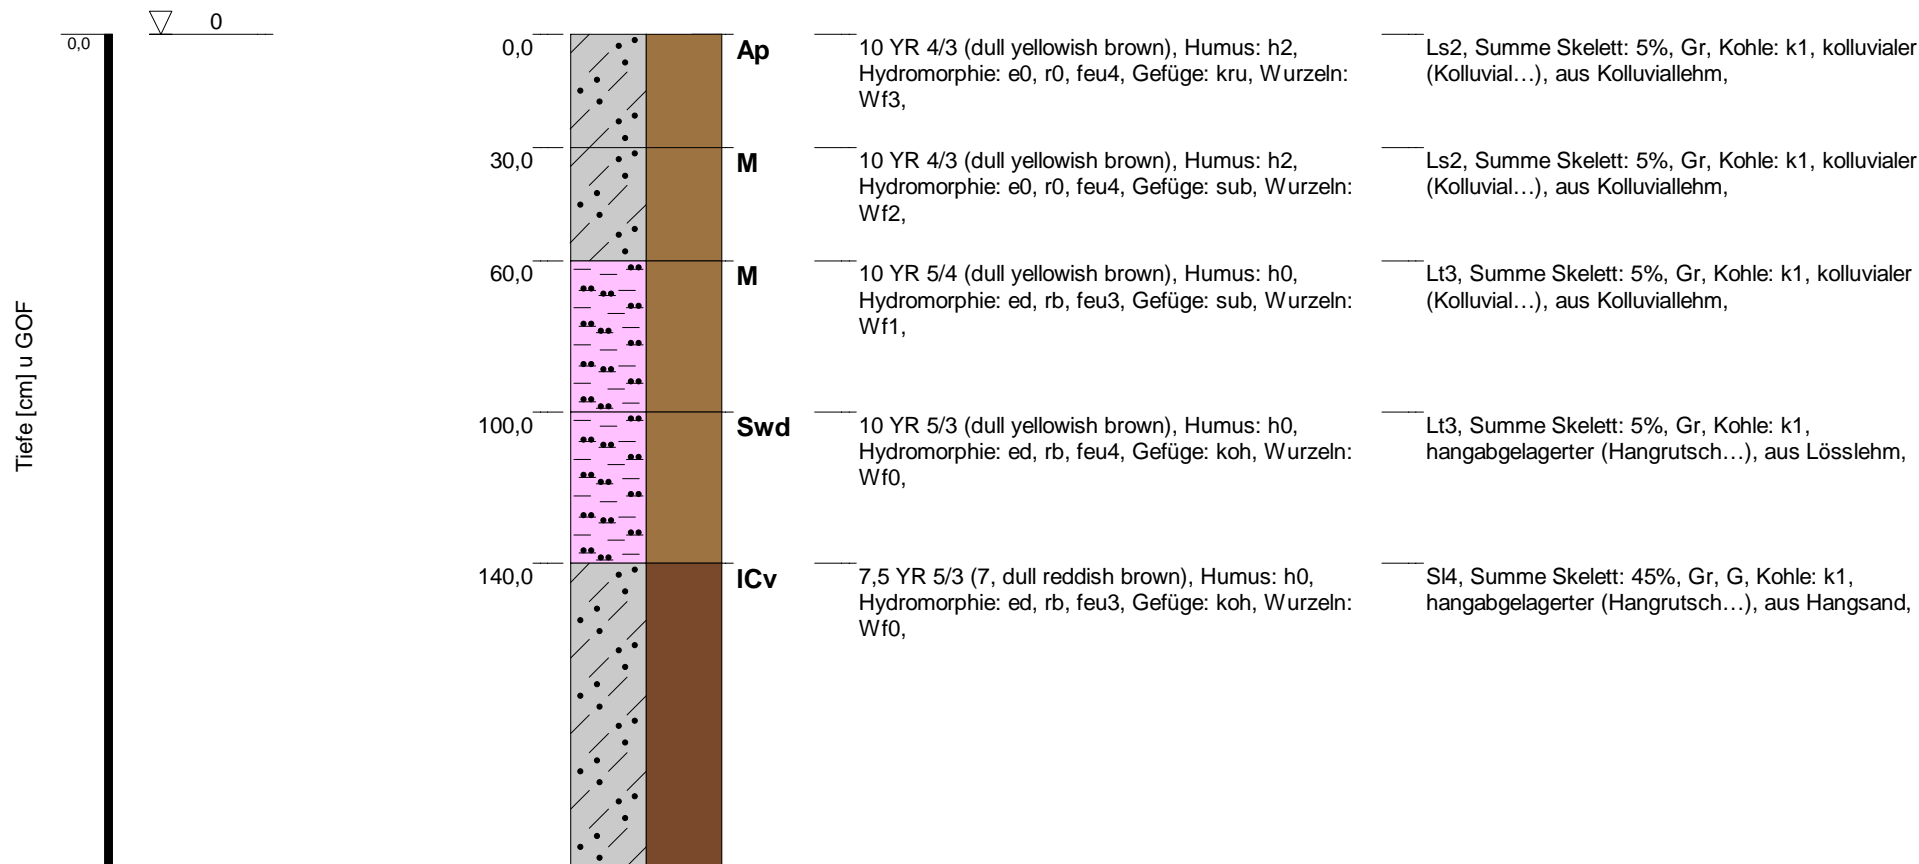 0
0,0
Tiefe [cm] u GOF
0,0
Ap
10 YR 4/3 (dull yellowish brown), Humus: h2,
Hydromorphie: e0, r0, feu4, Gefüge: kru, Wurzeln:
Wf3,
Ls2, Summe Skelett: 5%, Gr, Kohle: k1, kolluvialer
(Kolluvial…), aus Kolluviallehm,
30,0
M
10 YR 4/3 (dull yellowish brown), Humus: h2,
Hydromorphie: e0, r0, feu4, Gefüge: sub, Wurzeln:
Wf2,
Ls2, Summe Skelett: 5%, Gr, Kohle: k1, kolluvialer
(Kolluvial…), aus Kolluviallehm,
60,0
M
10 YR 5/4 (dull yellowish brown), Humus: h0,
Hydromorphie: ed, rb, feu3, Gefüge: sub, Wurzeln:
Wf1,
Lt3, Summe Skelett: 5%, Gr, Kohle: k1, kolluvialer
(Kolluvial…), aus Kolluviallehm,
100,0
Swd
10 YR 5/3 (dull yellowish brown), Humus: h0,
Hydromorphie: ed, rb, feu4, Gefüge: koh, Wurzeln:
Wf0,
Lt3, Summe Skelett: 5%, Gr, Kohle: k1,
hangabgelagerter (Hangrutsch…), aus Lösslehm,
140,0
ICv
7,5 YR 5/3 (7, dull reddish brown), Humus: h0,
Hydromorphie: ed, rb, feu3, Gefüge: koh, Wurzeln:
Wf0,
Sl4, Summe Skelett: 45%, Gr, G, Kohle: k1,
hangabgelagerter (Hangrutsch…), aus Hangsand,